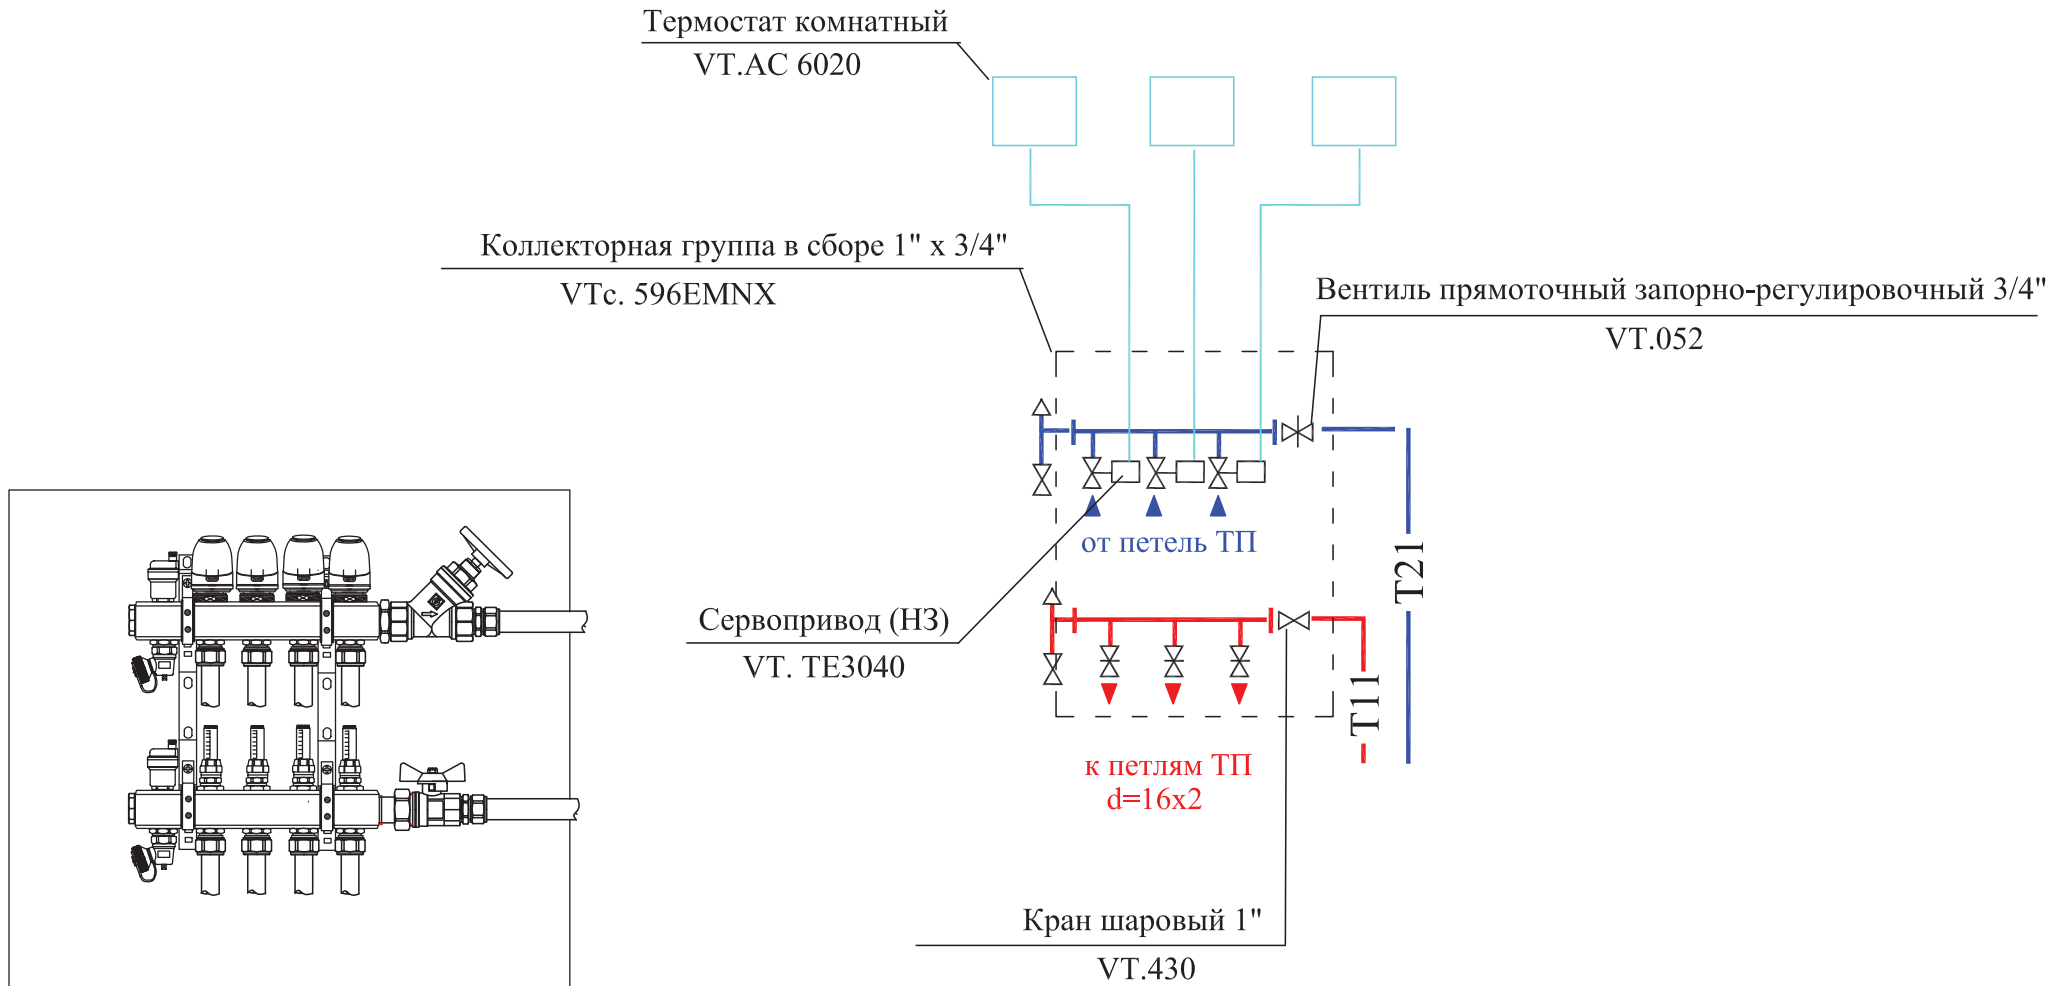 Термостат комнатный
VT.AC 6020
Коллекторная группа в сборе 1" x 3/4"
VTc. 596EMNX
Вентиль прямоточный запорно-регулировочный 3/4"
VT.052
от петель ТП
T21
Сервопривод (НЗ)
VT. TE3040
T11
к петлям ТП
d=16x2
Кран шаровый 1"
VT.430